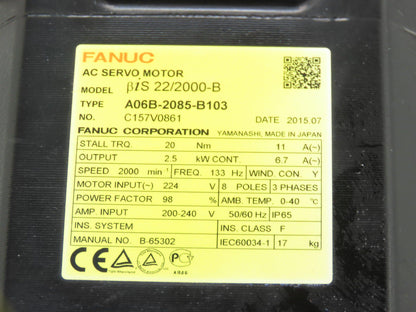 FANUC
AC SERVO MOTOR
MODEL βiS 22/2000-B
TYPE A06B-2085-B103
NO. C157V0861 DATE 2015.07
FANUC CORPORATION YAMANASHI, MADE IN JAPAN
STALL TRQ. 20 Nm 11 A(~)
OUTPUT 2.5 kW CONT. 6.7 A(~)
SPEED 2000 min⁻¹ FREQ. 133 Hz WIND. CON. Y
MOTOR INPUT(~) 224 V 8 POLES 3 PHASES
POWER FACTOR 98 % AMB. TEMP. 0-40 °C
AMP. INPUT 200-240 V 50/60 Hz IP65
INS. SYSTEM INS. CLASS F
MANUAL NO. B-65302 IEC60034-1 17 kg
CE